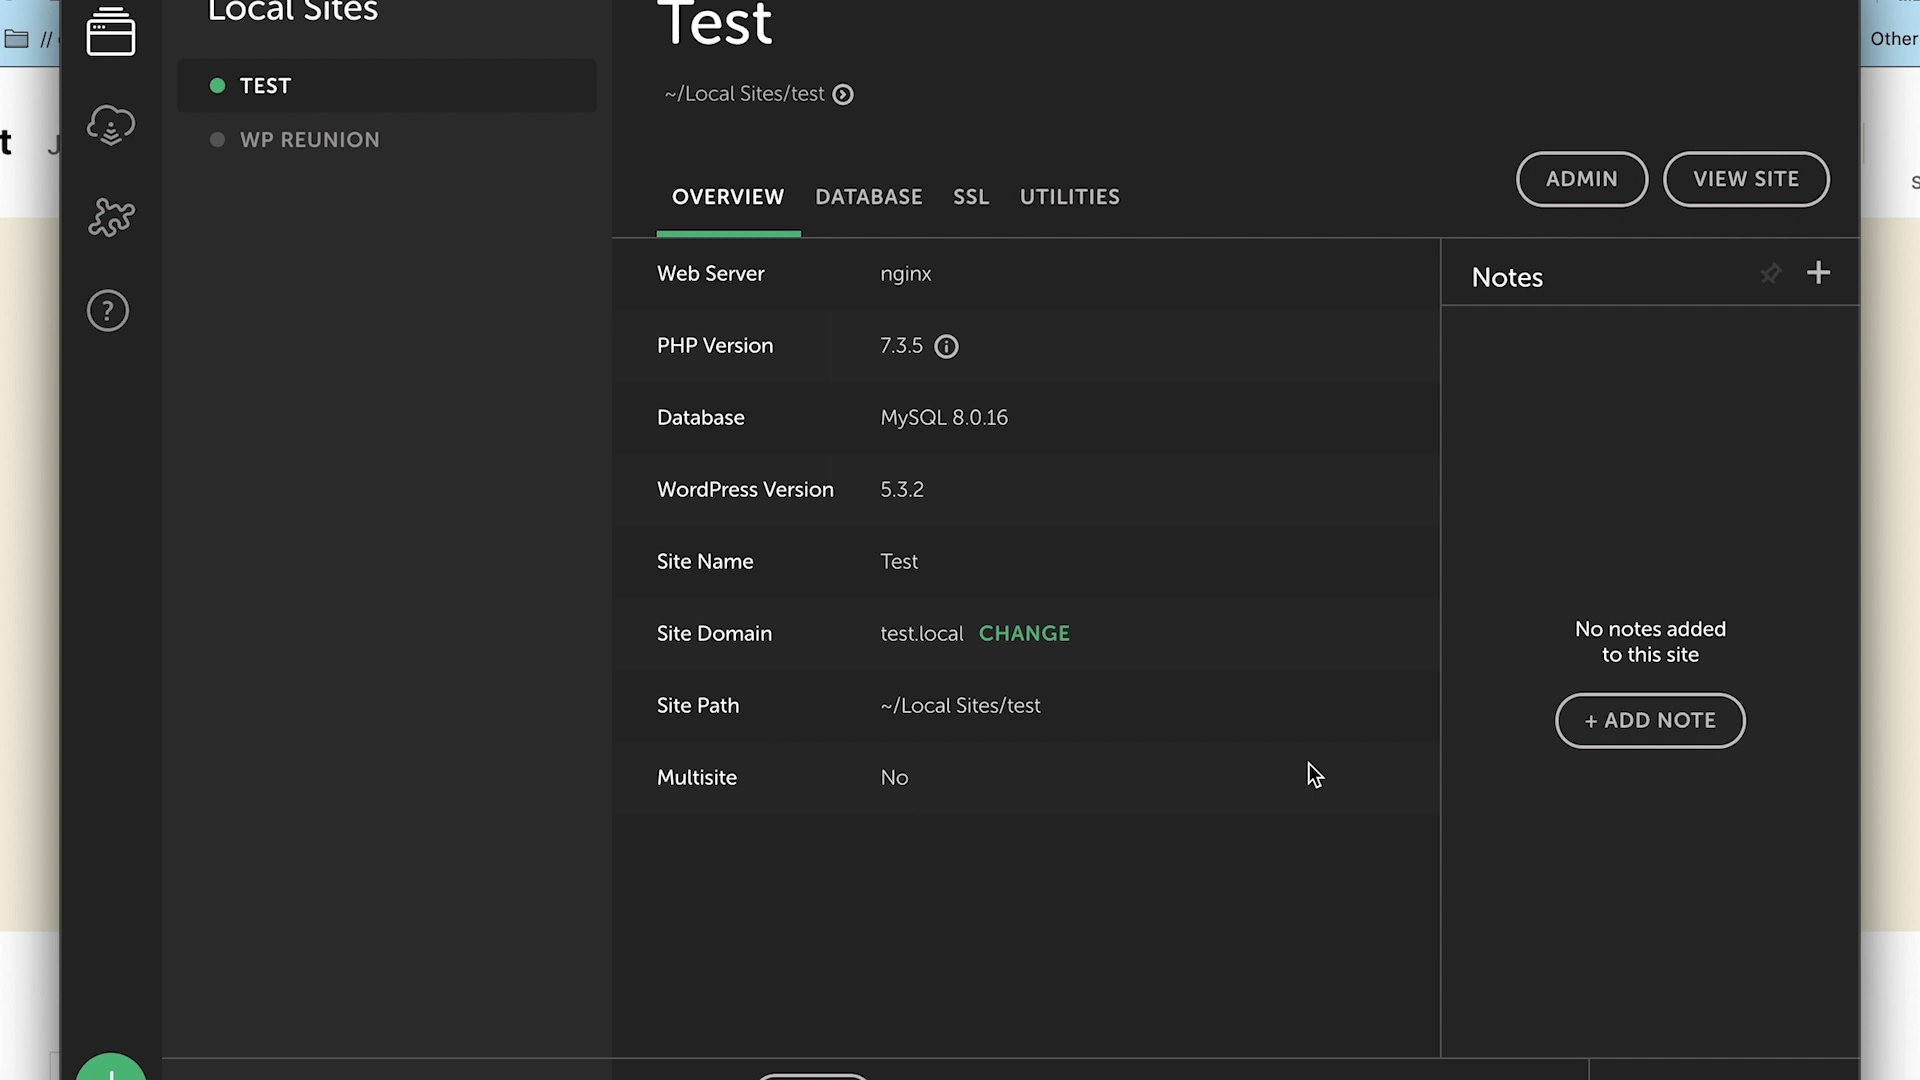 Local Sites
TEST
WP REUNION
Test
~/Local Sites/test
OVERVIEW
DATABASE
SSL
UTILITIES
ADMIN
VIEW SITE
Web Server
nginx
PHP Version
7.3.5
Database
MySQL 8.0.16
WordPress Version
5.3.2
Site Name
Test
Site Domain
test.local CHANGE
Site Path
~/Local Sites/test
Multisite
No
Notes
No notes added
to this site
+ ADD NOTE
//
Other
t